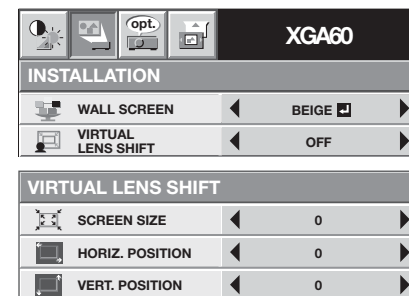 opt.
XGA60
INSTALLATION
WALL SCREEN BEIGE
VIRTUAL
LENS SHIFT OFF
VIRTUAL LENS SHIFT
SCREEN SIZE 0
HORIZ. POSITION 0
VERT. POSITION 0